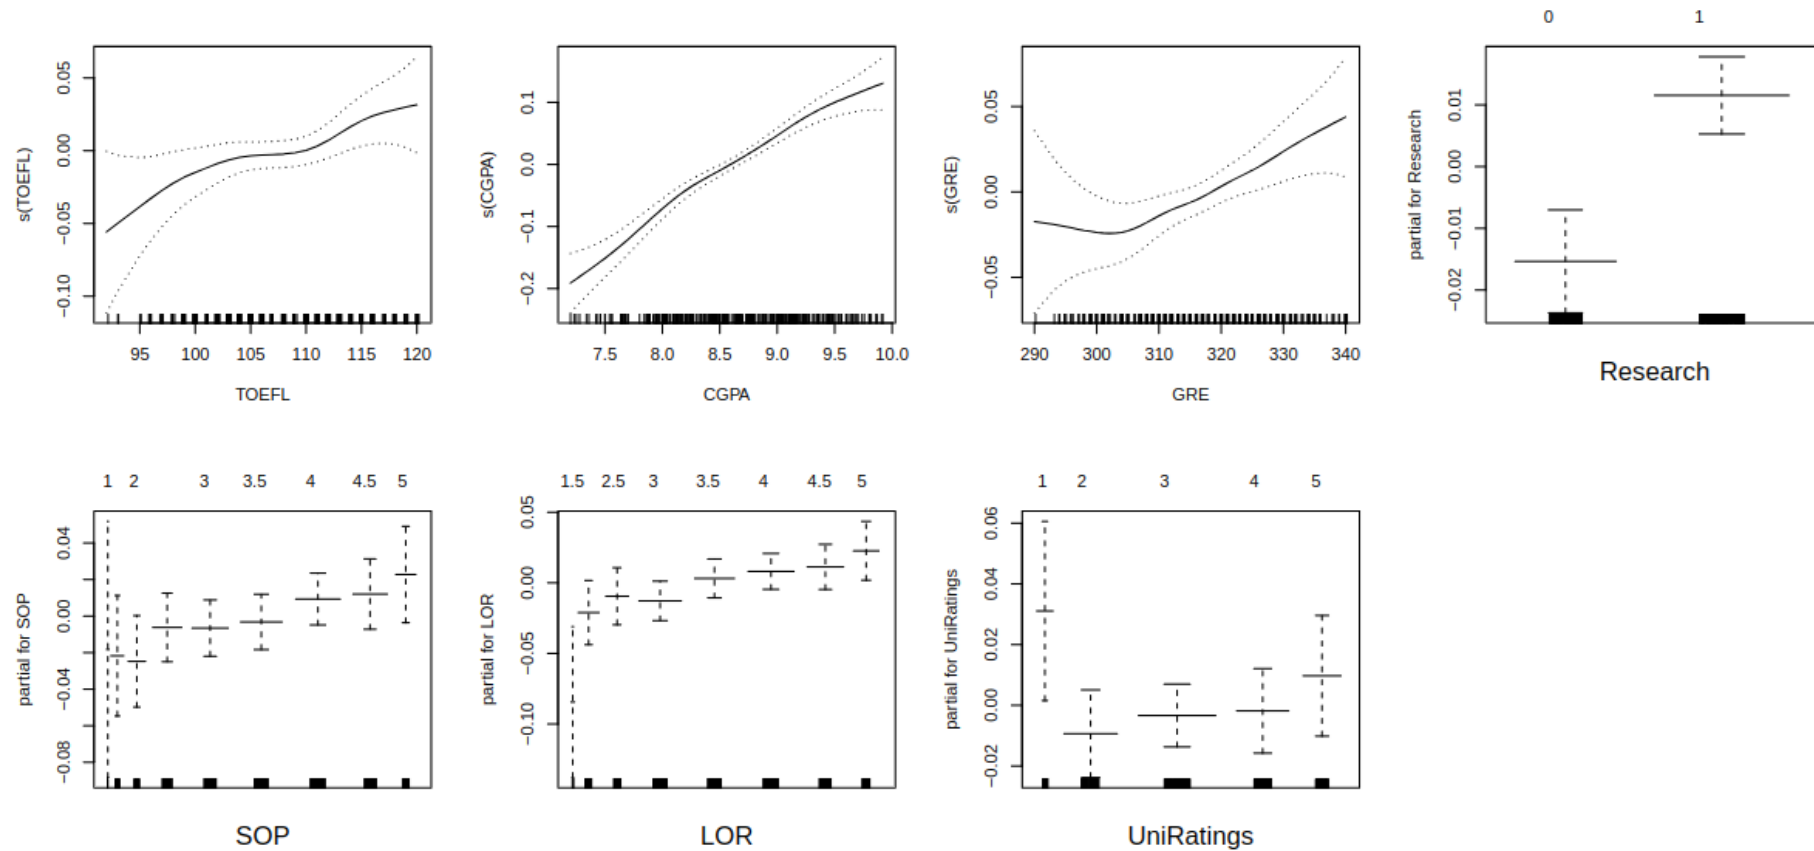 0 1
s(TOEFL)
0.05
0.00
−0.05
−0.10
95 100 105 110 115 120
TOEFL
s(CGPA)
0.1
0.0
−0.1
−0.2
7.5 8.0 8.5 9.0 9.5 10.0
CGPA
s(GRE)
0.05
0.00
−0.05
290 300 310 320 330 340
GRE
partial for Research
0.01
0.00
−0.01
−0.02
Research
1 2 3 3.5 4 4.5 5
partial for SOP
0.04
0.00
−0.04
−0.08
SOP
1.5 2.5 3 3.5 4 4.5 5
partial for LOR
0.05
0.00
−0.05
−0.10
LOR
1 2 3 4 5
partial for UniRatings
0.06
0.04
0.02
0.00
−0.02
UniRatings